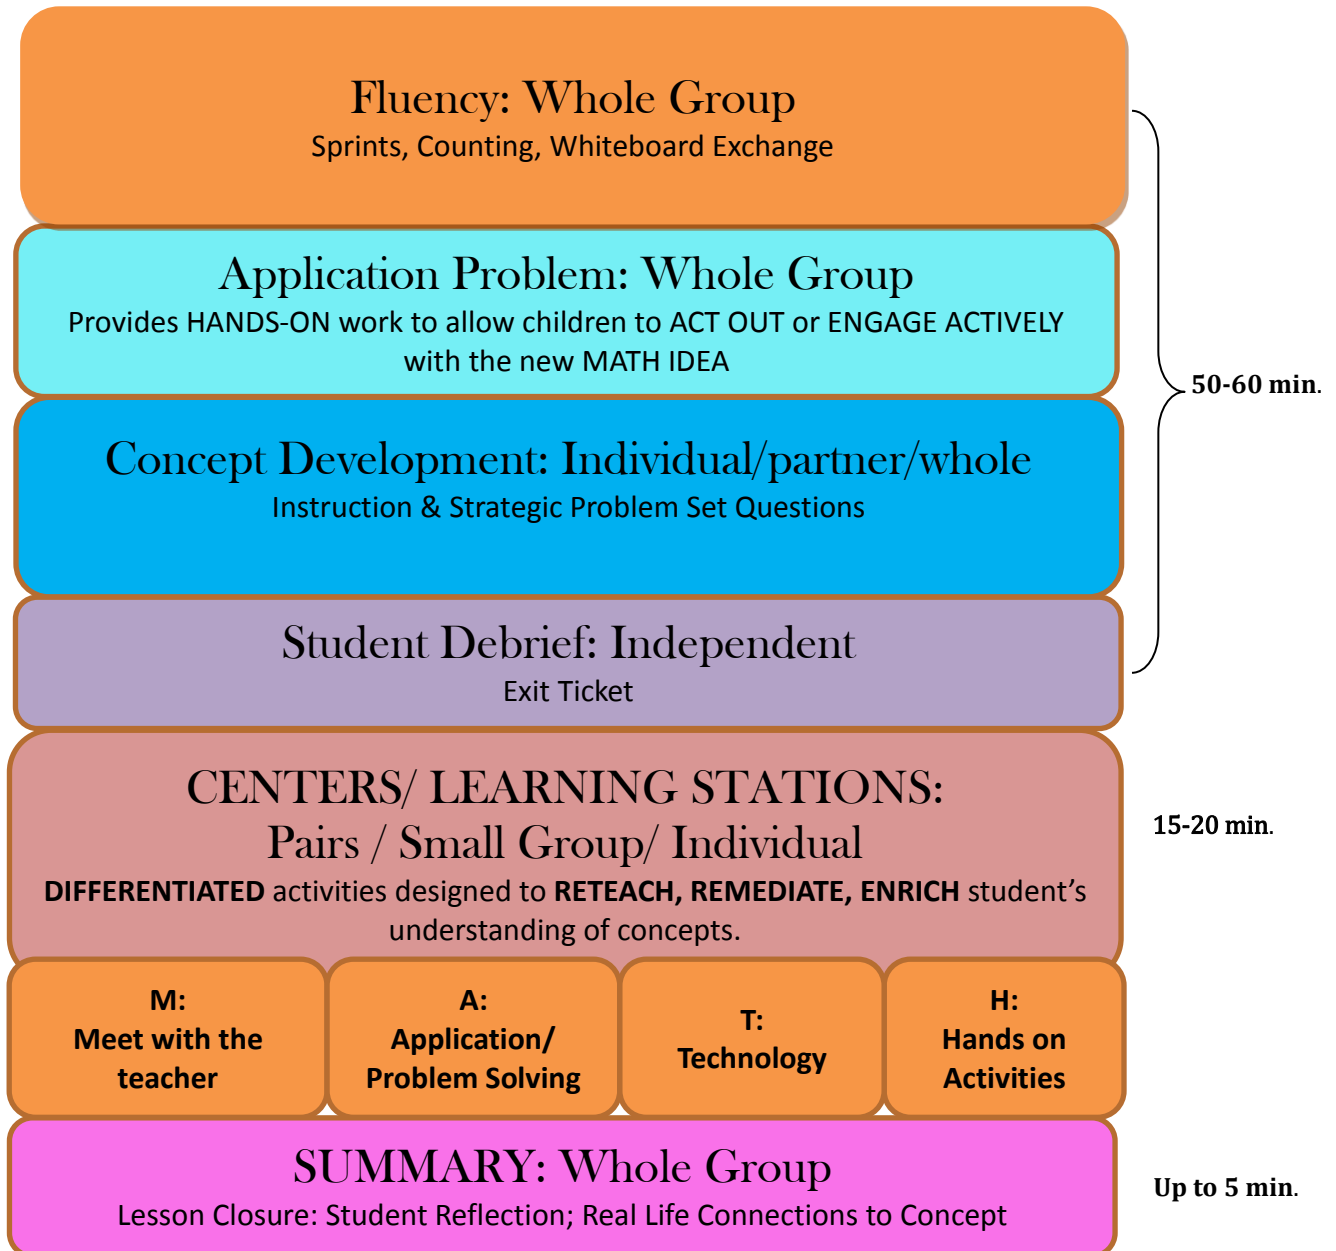 Fluency: Whole Group
Sprints, Counting, Whiteboard Exchange
Application Problem: Whole Group
Provides HANDS-ON work to allow children to ACT OUT or ENGAGE ACTIVELY
with the new MATH IDEA
50-60 min.
Concept Development: Individual/partner/whole
Instruction & Strategic Problem Set Questions
Student Debrief: Independent
Exit Ticket
CENTERS/ LEARNING STATIONS:
Pairs / Small Group/ Individual
DIFFERENTIATED activities designed to RETEACH, REMEDIATE, ENRICH student’s
understanding of concepts.
15-20 min.
M:
Meet with the
teacher
A:
Application/
Problem Solving
T:
Technology
H:
Hands on
Activities
SUMMARY: Whole Group
Lesson Closure: Student Reflection; Real Life Connections to Concept
Up to 5 min.